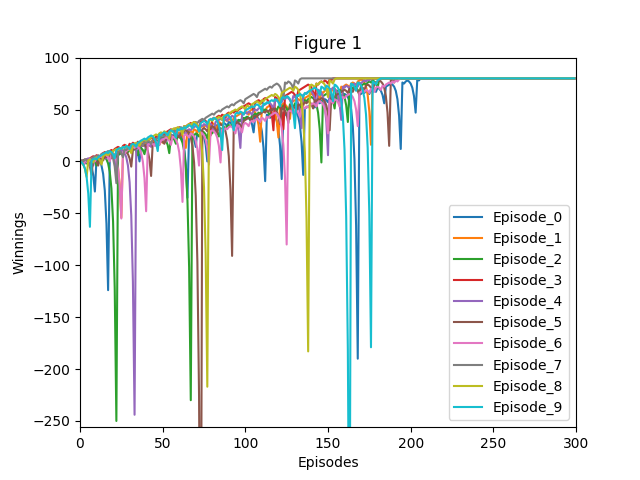 Figure 1
100
50
0
−50
−100
−150
−200
−250
Winnings
0 50 100 150 200 250 300
Episodes
Episode_0
Episode_1
Episode_2
Episode_3
Episode_4
Episode_5
Episode_6
Episode_7
Episode_8
Episode_9